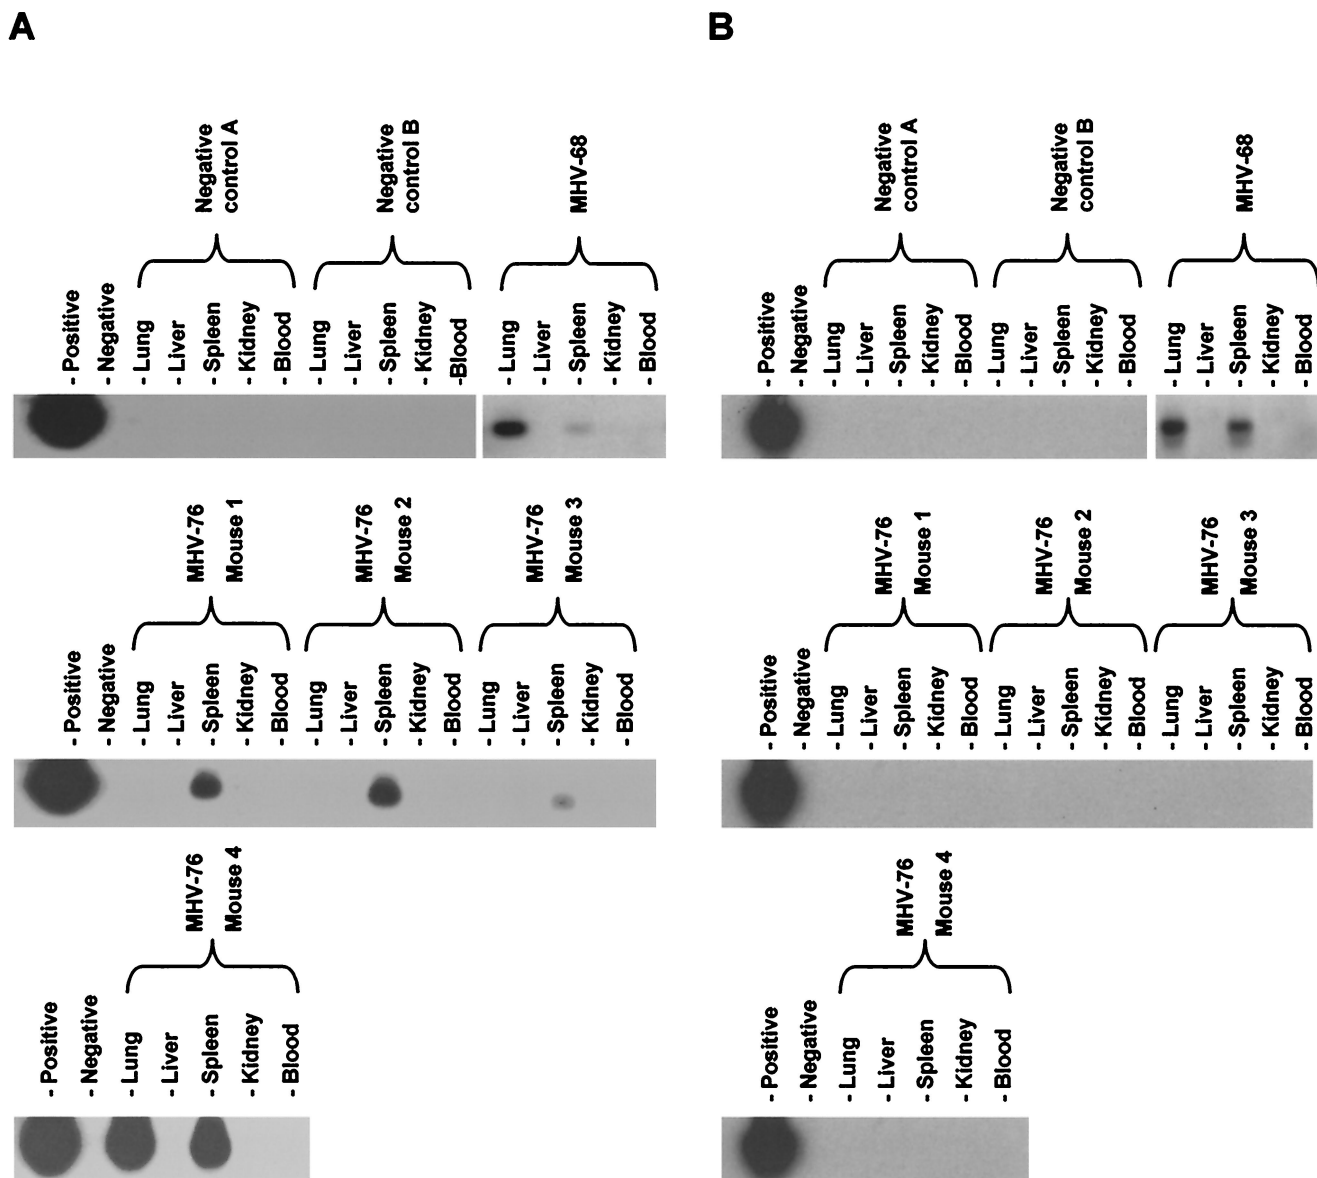 A
Negative
control A
Negative
control B
MHV-68
- Positive
- Negative
- Lung
- Liver
- Spleen
- Kidney
- Blood
- Lung
- Liver
- Spleen
- Kidney
-Blood
- Lung
- Liver
- Spleen
- Kidney
- Blood
MHV-76
Mouse 1
MHV-76
Mouse 2
MHV-76
Mouse 3
- Positive
- Negative
- Lung
- Liver
- Spleen
- Kidney
- Blood
- Lung
- Liver
- Spleen
- Kidney
- Blood
- Lung
- Liver
- Spleen
- Kidney
- Blood
MHV-76
Mouse 4
- Positive
- Negative
- Lung
- Liver
- Spleen
- Kidney
- Blood
B
Negative
control A
Negative
control B
MHV-68
- Positive
- Negative
- Lung
- Liver
- Spleen
- Kidney
- Blood
- Lung
- Liver
- Spleen
- Kidney
- Blood
- Lung
- Liver
- Spleen
- Kidney
- Blood
MHV-76
Mouse 1
MHV-76
Mouse 2
MHV-76
Mouse 3
- Positive
- Negative
- Lung
- Liver
- Spleen
- Kidney
- Blood
- Lung
- Liver
- Spleen
- Kidney
- Blood
- Lung
- Liver
- Spleen
- Kidney
- Blood
MHV-76
Mouse 4
- Positive
- Negative
- Lung
- Liver
- Spleen
- Kidney
- Blood